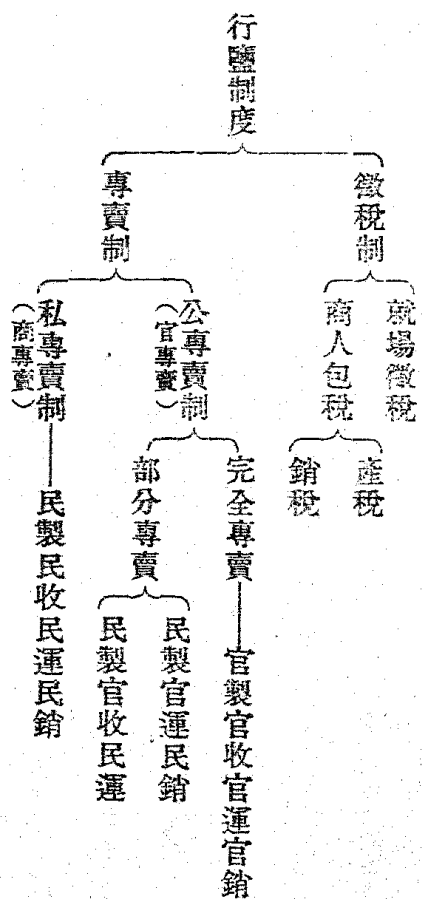 行鹽制度
徵稅制
就場徵稅
商人包稅
產稅
銷稅
專賣制
公專賣制
（官專賣）
完全專賣
官製官收官運官銷
部分專賣
民製官運民銷
民製官收民運
私專賣制
（商專賣）
民製民收民運民銷